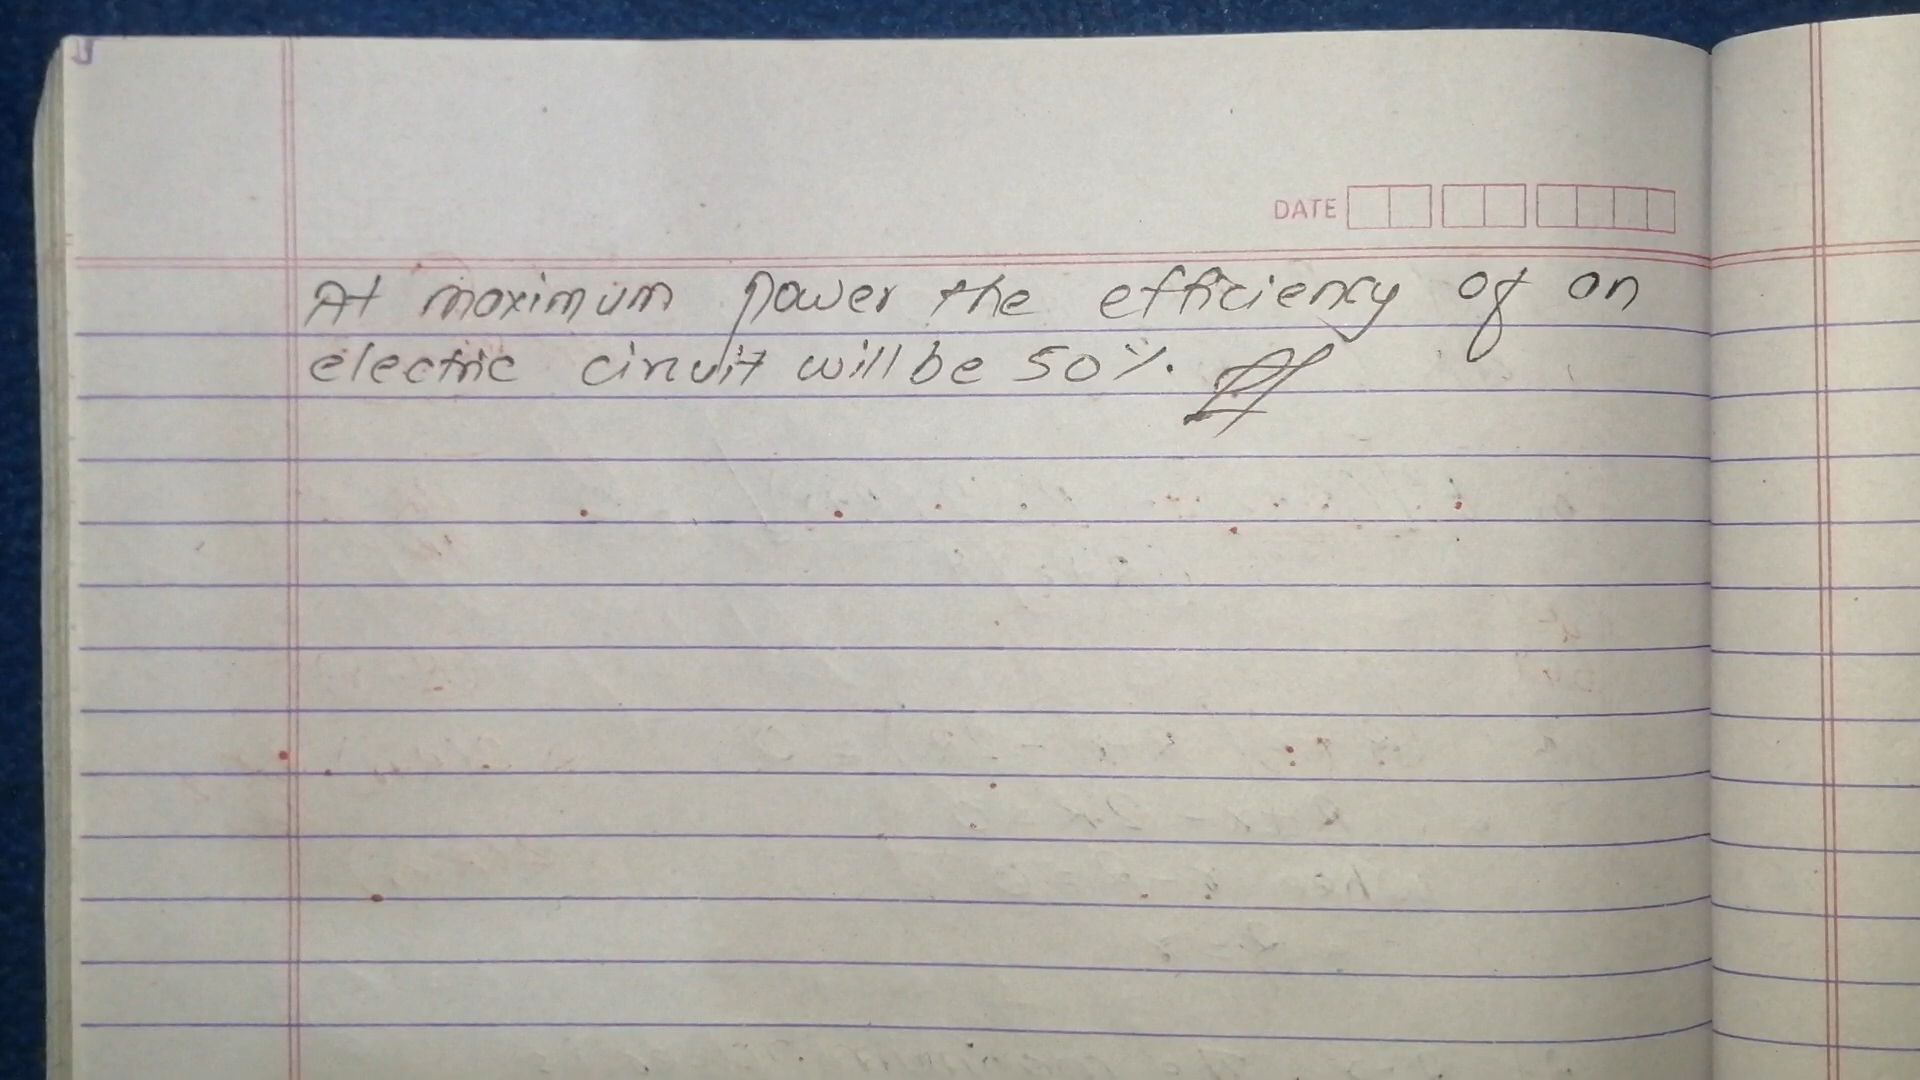 DATE
At maximum power the efficiency of an
electric circuit will be 50%.